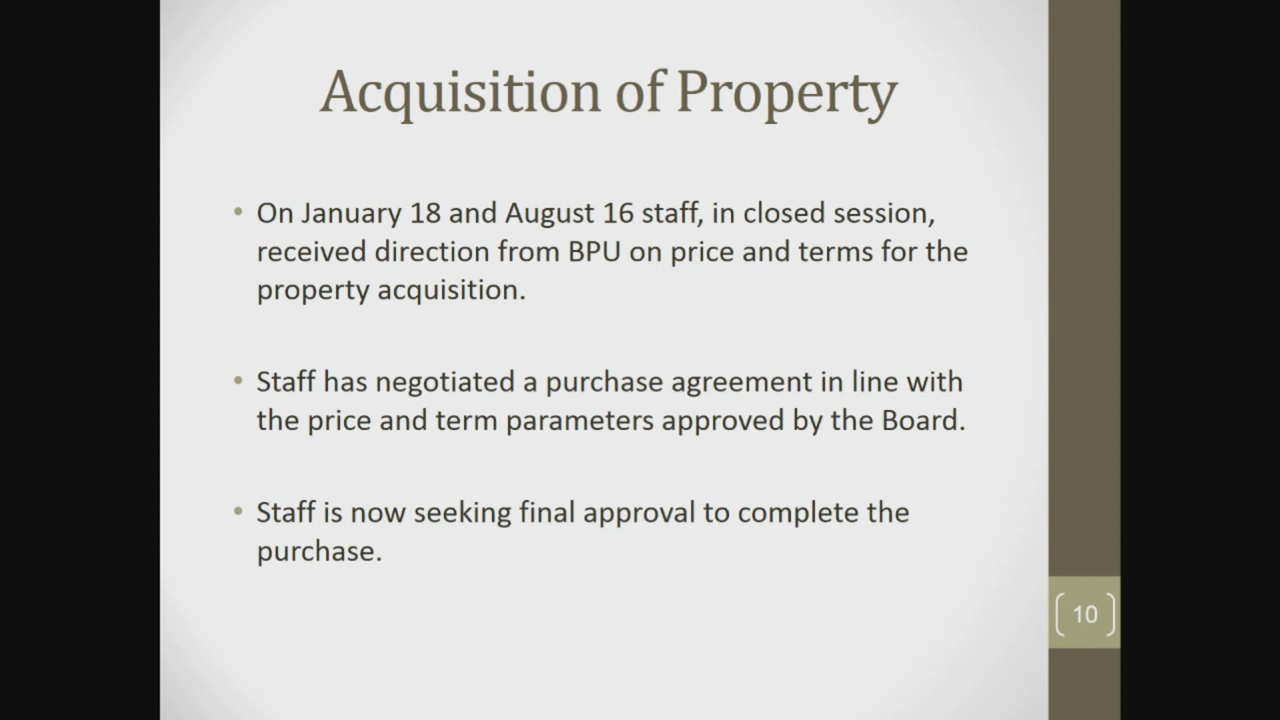 Acquisition of Property
• On January 18 and August 16 staff, in closed session,
received direction from BPU on price and terms for the
property acquisition.
• Staff has negotiated a purchase agreement in line with
the price and term parameters approved by the Board.
• Staff is now seeking final approval to complete the
purchase.
10